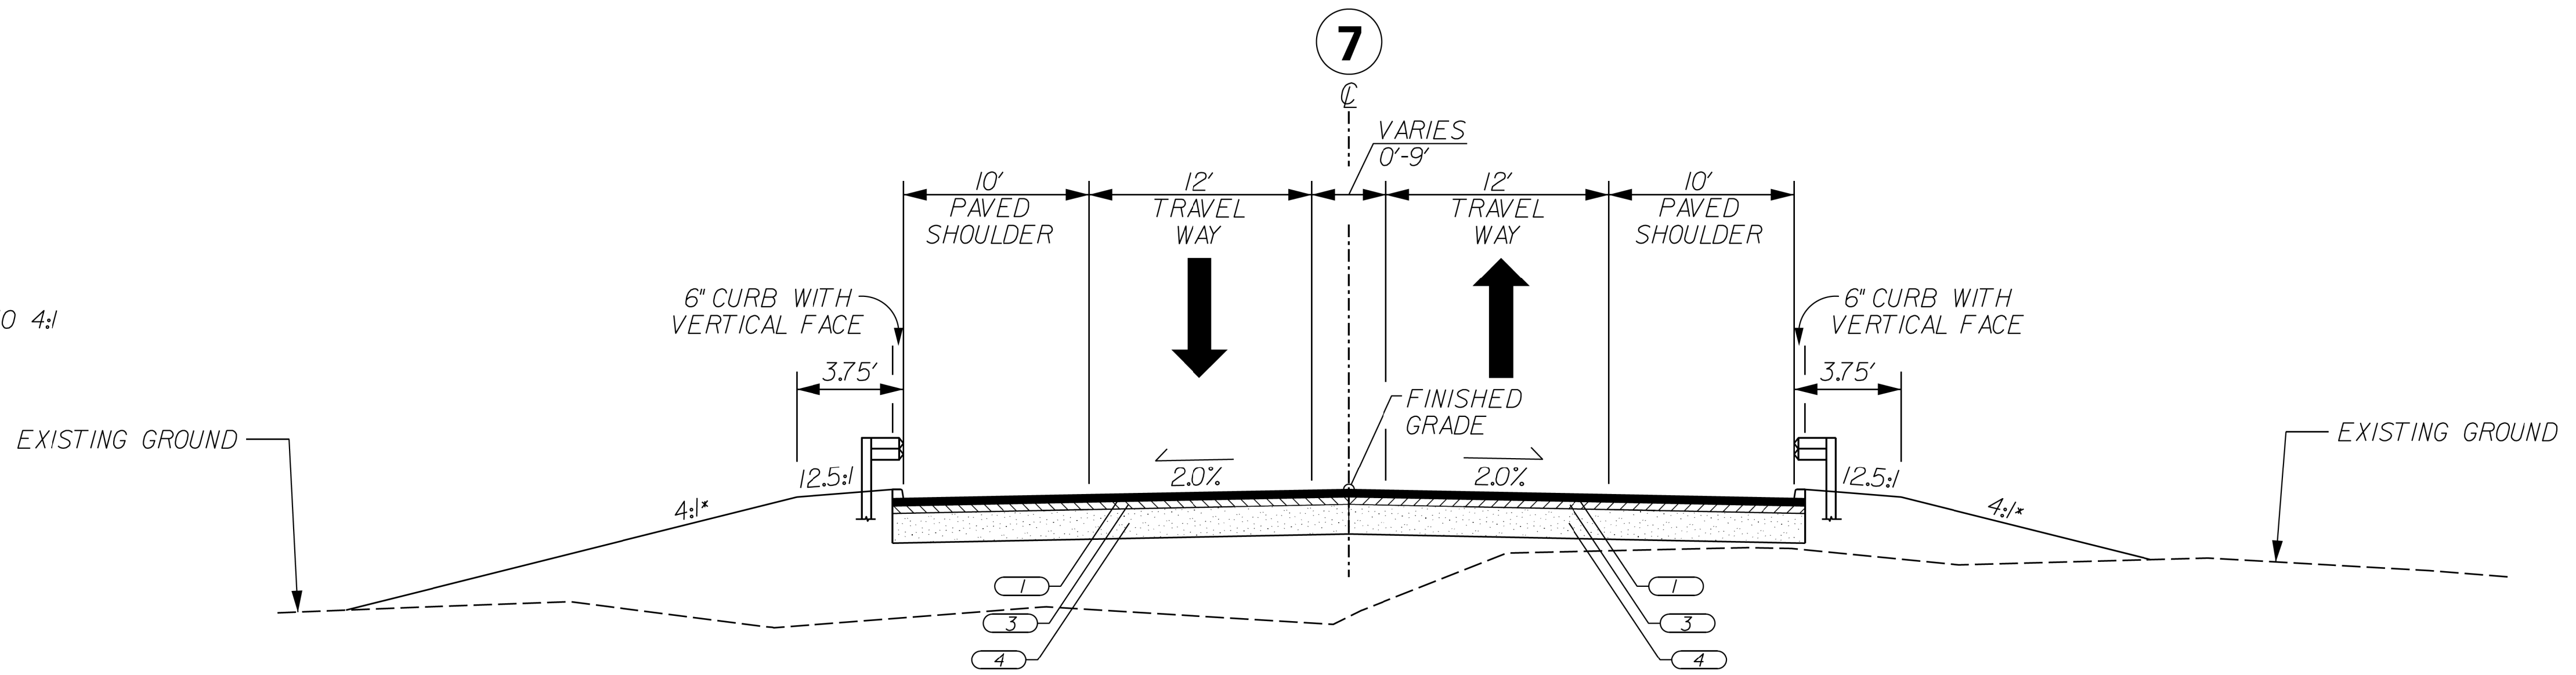 7
℄
VARIES
0'-9'
10'
12'
12'
10'
PAVED
SHOULDER
TRAVEL
WAY
TRAVEL
WAY
PAVED
SHOULDER
6" CURB WITH
VERTICAL FACE
6" CURB WITH
VERTICAL FACE
O 4:1
3.75'
3.75'
FINISHED
GRADE
EXISTING GROUND
EXISTING GROUND
2.0%
2.0%
12.5:1
12.5:1
4:1*
4:1*
1
3
4
1
3
4